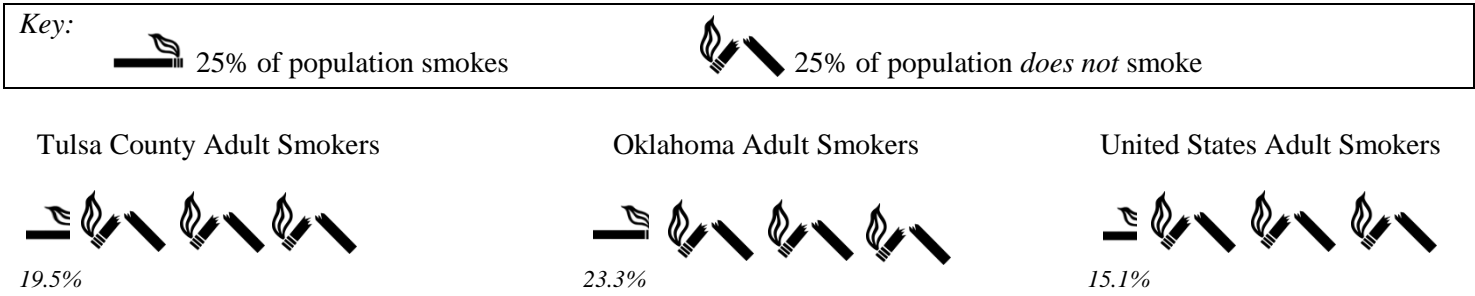 Key:
25% of population smokes 25% of population does not smoke
Tulsa County Adult Smokers Oklahoma Adult Smokers United States Adult Smokers
19.5% 23.3% 15.1%